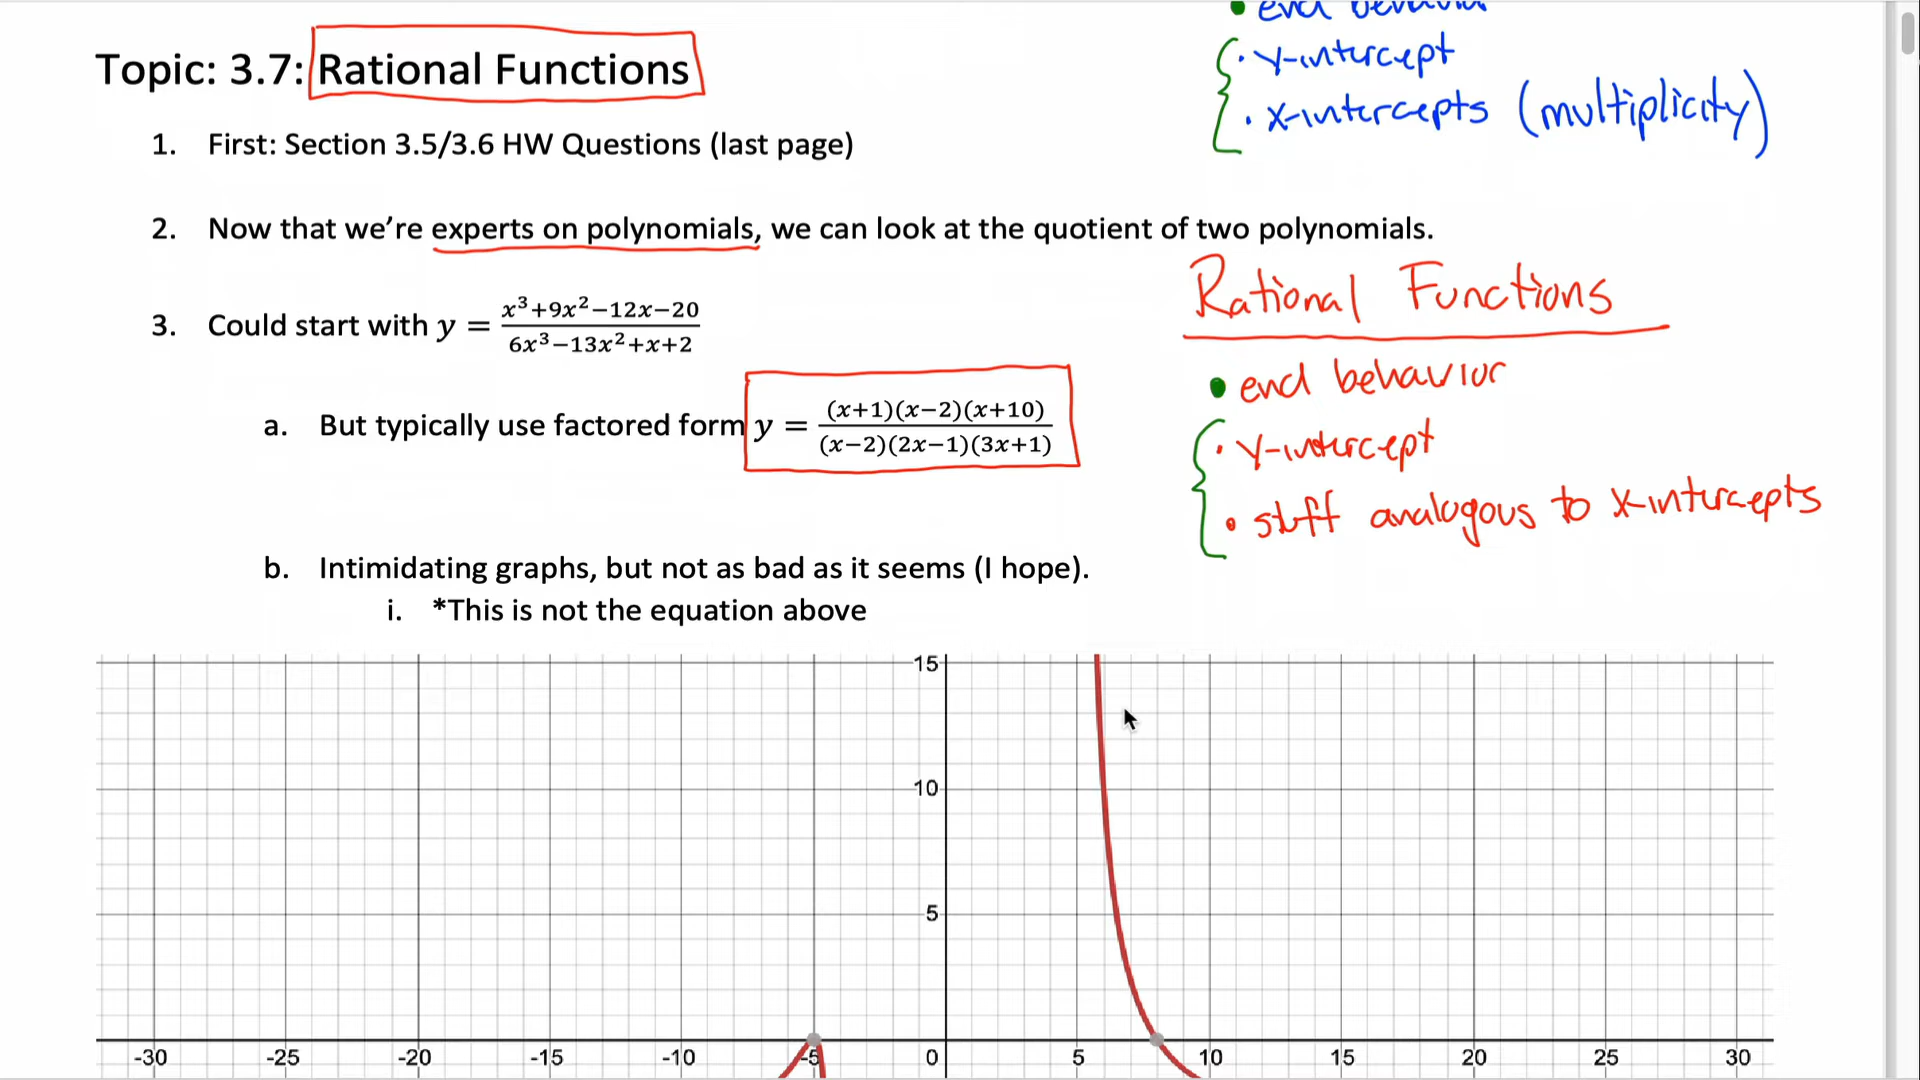 • end behavior
Topic: 3.7: Rational Functions
• Y-intercept
• X-intercepts (multiplicity)
1. First: Section 3.5/3.6 HW Questions (last page)
2. Now that we're experts on polynomials, we can look at the quotient of two polynomials.
Rational Functions
3. Could start with y = x³+9x²−12x−20 / 6x³−13x²+x+2
• end behavior
a. But typically use factored form y = (x+1)(x−2)(x+10) / (x−2)(2x−1)(3x+1)
• Y-intercept
• stuff analogous to X-intercepts
b. Intimidating graphs, but not as bad as it seems (I hope).
i. *This is not the equation above
15
10
5
-30 -25 -20 -15 -10 -5 0 5 10 15 20 25 30